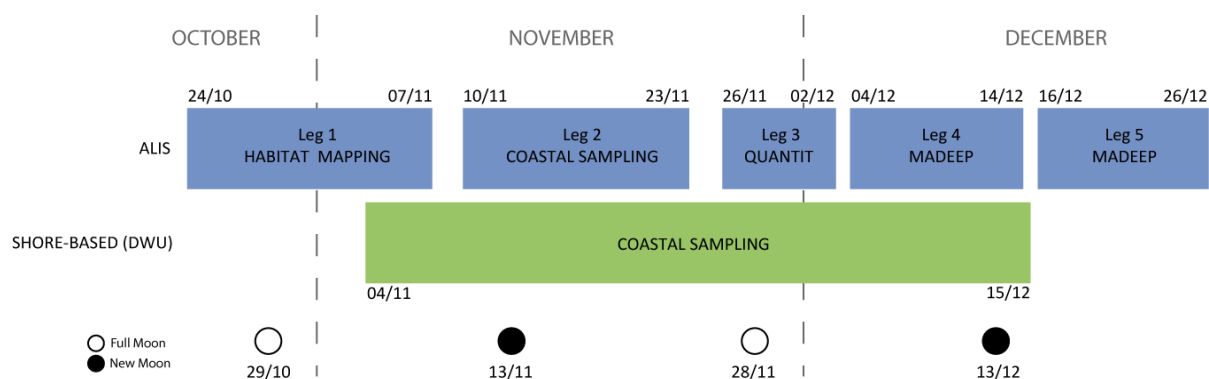 OCTOBER NOVEMBER DECEMBER
24/10 07/11 10/11 23/11 26/11 02/12 04/12 14/12 16/12 26/12
ALIS
Leg 1
HABITAT MAPPING
Leg 2
COASTAL SAMPLING
Leg 3
QUANTIT
Leg 4
MADEEP
Leg 5
MADEEP
SHORE-BASED (DWU)
COASTAL SAMPLING
04/11 15/12
Full Moon
New Moon
29/10 13/11 28/11 13/12